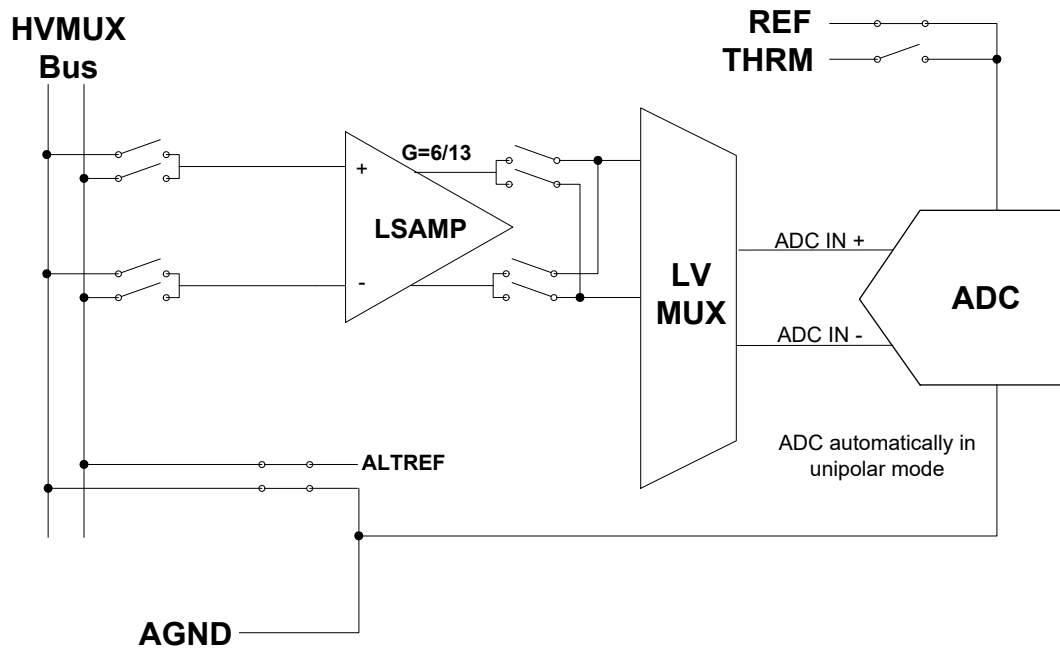 HVMUX
Bus
REF
THRM
G=6/13
+
LSAMP
-
LV
MUX
ADC IN +
ADC IN -
ADC
ALTREF
ADC automatically in
unipolar mode
AGND